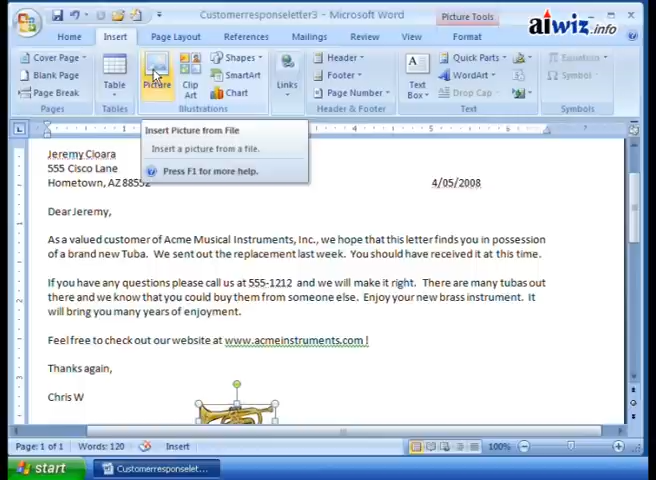 Customerresponseletter3 - Microsoft Word
Picture Tools
aiwiz.info
Home
Insert
Page Layout
References
Mailings
Review
View
Format
Cover Page
Blank Page
Page Break
Pages
Table
Tables
Picture
Clip
Art
Shapes
SmartArt
Chart
Illustrations
Links
Header
Footer
Page Number
Header & Footer
A
Text
Box
Quick Parts
WordArt
Drop Cap
Text
Equation
Symbol
Symbols
Insert Picture from File
Insert a picture from a file.
Press F1 for more help.
Jeremy Cioara
555 Cisco Lane
Hometown, AZ 88552
4/05/2008
Dear Jeremy,
As a valued customer of Acme Musical Instruments, Inc., we hope that this letter finds you in possession
of a brand new Tuba. We sent out the replacement last week. You should have received it at this time.
If you have any questions please call us at 555-1212 and we will make it right. There are many tubas out
there and we know that you could buy them from someone else. Enjoy your new brass instrument. It
will bring you many years of enjoyment.
Feel free to check out our website at www.acmeinstruments.com !
Thanks again,
Chris W
Page: 1 of 1
Words: 120
Insert
100%
start
Customerresponselet...